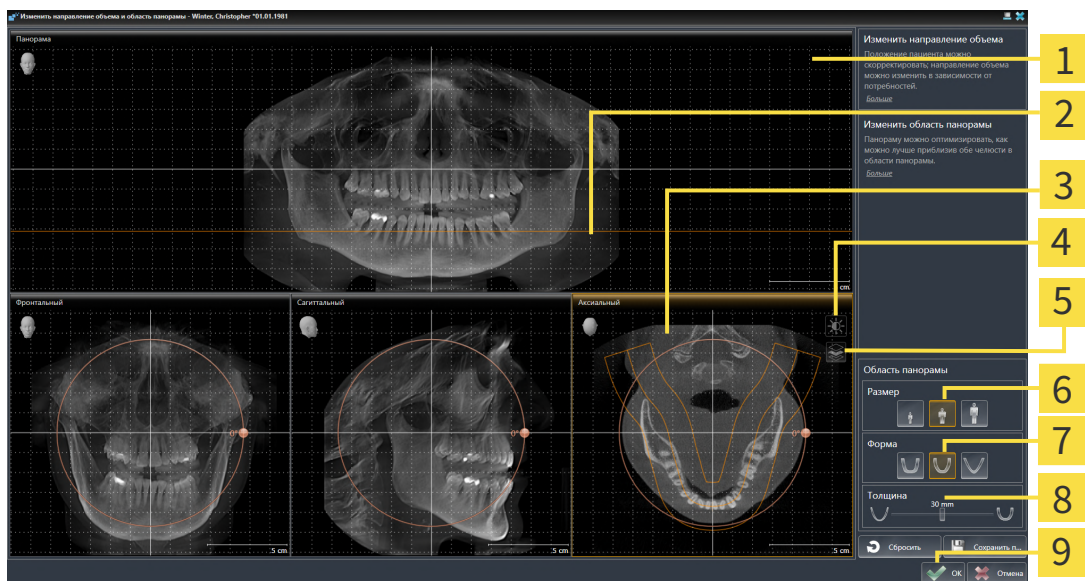 Изменить направление объема и область панорамы - Winter, Christopher *01.01.1981
Панорама
cm
Фронтальный
0°
.5 cm
Сагиттальный
0°
.5 cm
Аксиальный
0°
.5 cm
Изменить направление объема
Положение пациента можно
скорректировать; направление объема
можно изменить в зависимости от
потребностей.
Больше
Изменить область панорамы
Панораму можно оптимизировать, как
можно лучше приблизив обе челюсти в
области панорамы.
Больше
Область панорамы
Размер
Форма
Толщина
30 mm
Сбросить
Сохранить п...
OK
Отмена
1
2
3
4
5
6
7
8
9